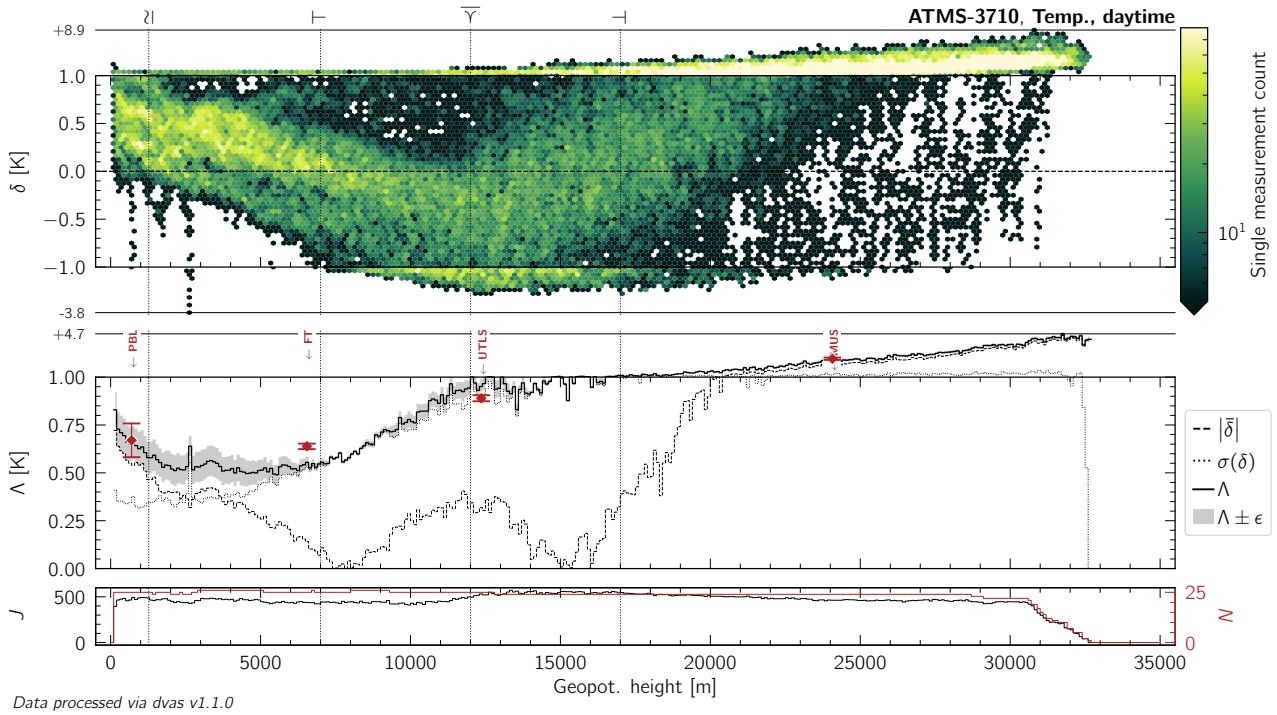 ATMS-3710, Temp., daytime
+8.9
1.0
0.5
0.0
−0.5
−1.0
-3.8
δ [K]
10¹
Single measurement count
+4.7
PBL
FT
UTLS
MUS
1.00
0.75
0.50
0.25
0.00
Λ [K]
|δ̄|
σ(δ)
Λ
Λ ± ϵ
500
0
J
25
0
N
0 5000 10000 15000 20000 25000 30000 35000
Geopot. height [m]
Data processed via dvas v1.1.0